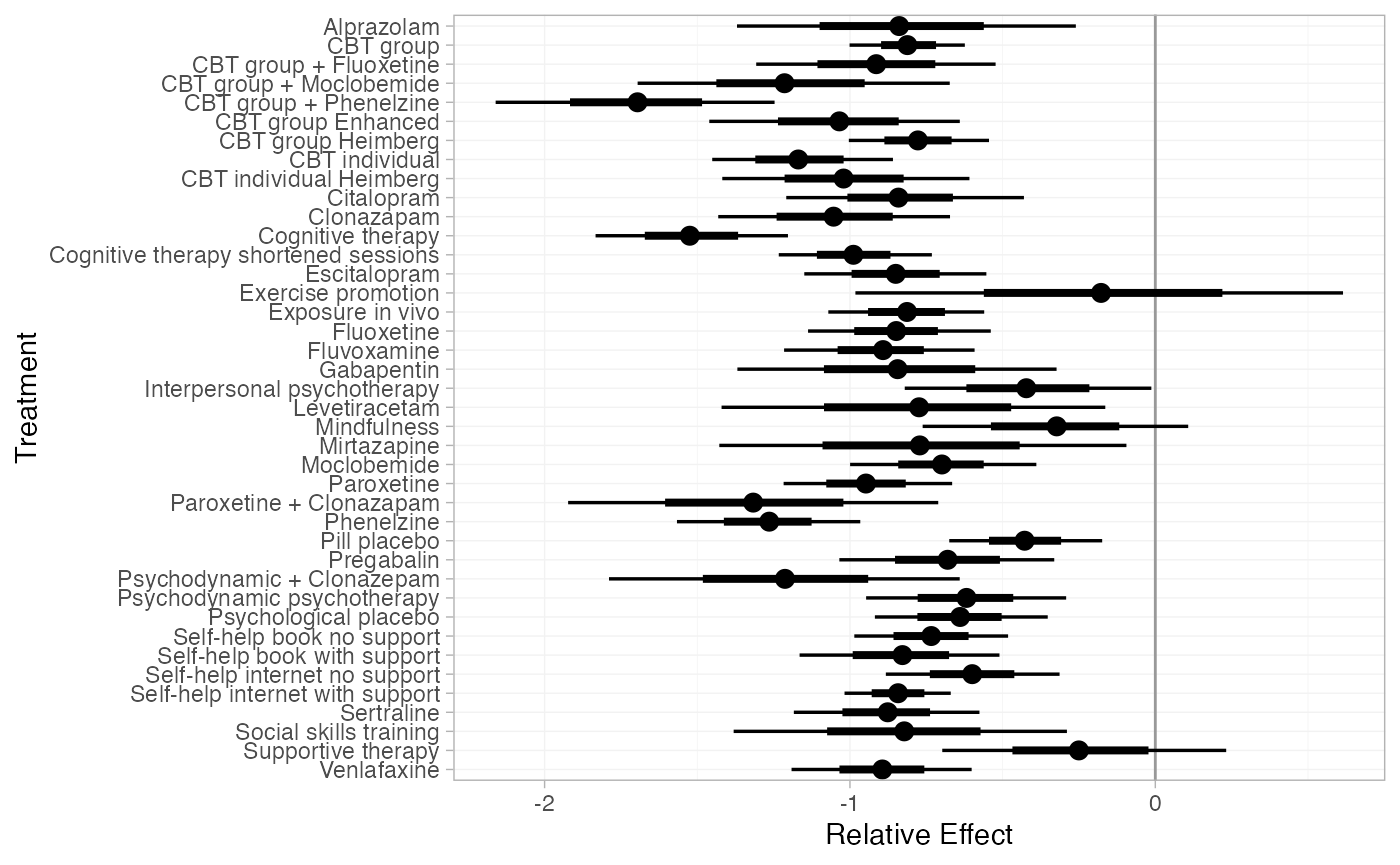 Alprazolam
CBT group
CBT group + Fluoxetine
CBT group + Moclobemide
CBT group + Phenelzine
CBT group Enhanced
CBT group Heimberg
CBT individual
CBT individual Heimberg
Citalopram
Clonazapam
Cognitive therapy
Cognitive therapy shortened sessions
Escitalopram
Exercise promotion
Exposure in vivo
Fluoxetine
Fluvoxamine
Gabapentin
Interpersonal psychotherapy
Levetiracetam
Mindfulness
Mirtazapine
Moclobemide
Paroxetine
Paroxetine + Clonazapam
Phenelzine
Pill placebo
Pregabalin
Psychodynamic + Clonazepam
Psychodynamic psychotherapy
Psychological placebo
Self-help book no support
Self-help book with support
Self-help internet no support
Self-help internet with support
Sertraline
Social skills training
Supportive therapy
Venlafaxine
Treatment
-2 -1 0
Relative Effect